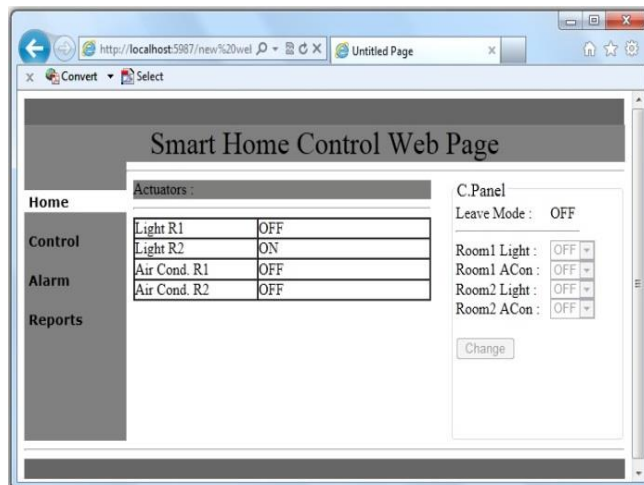 http://localhost:5987/new%20wel
Untitled Page
x Convert Select
Smart Home Control Web Page
Home
Control
Alarm
Reports
Actuators :
Light R1 OFF
Light R2 ON
Air Cond. R1 OFF
Air Cond. R2 OFF
C.Panel
Leave Mode : OFF
Room1 Light : OFF
Room1 ACon : OFF
Room2 Light : OFF
Room2 ACon : OFF
Change